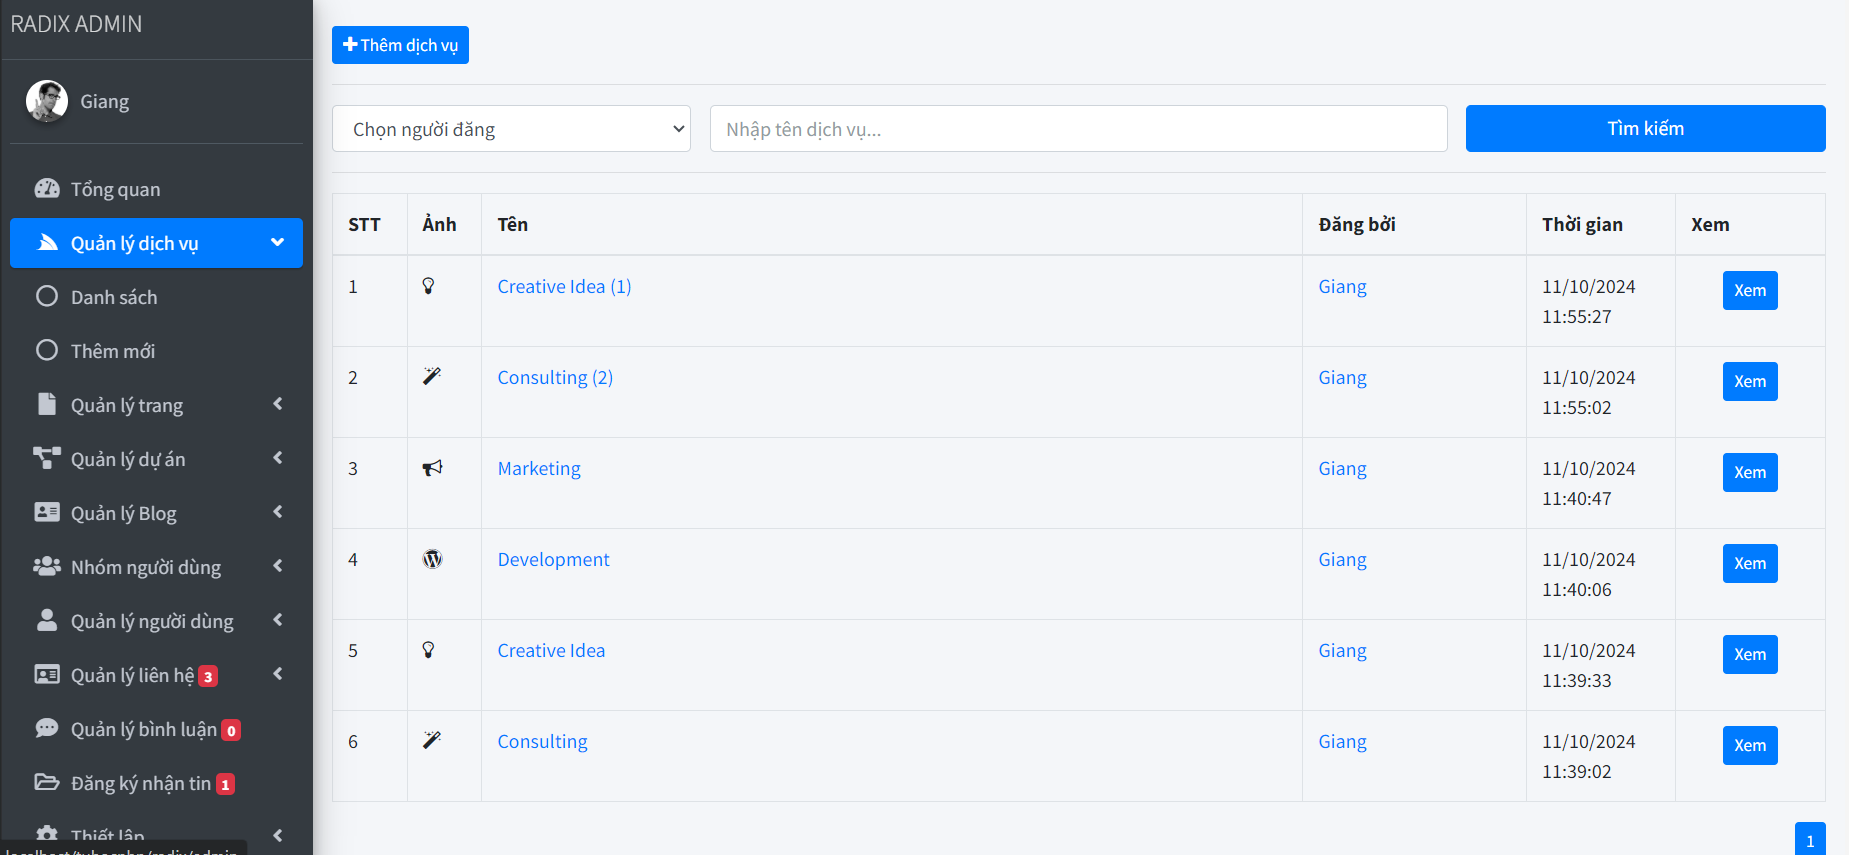 RADIX ADMIN
Giang
Tổng quan
Quản lý dịch vụ
Danh sách
Thêm mới
Quản lý trang
Quản lý dự án
Quản lý Blog
Nhóm người dùng
Quản lý người dùng
Quản lý liên hệ 3
Quản lý bình luận 0
Đăng ký nhận tin 1
Thiết lập
Thêm dịch vụ
Chọn người đăng
Nhập tên dịch vụ...
Tìm kiếm
STT Ảnh Tên Đăng bởi Thời gian Xem
1 Creative Idea (1) Giang 11/10/2024 Xem
11:55:27
2 Consulting (2) Giang 11/10/2024 Xem
11:55:02
3 Marketing Giang 11/10/2024 Xem
11:40:47
4 Development Giang 11/10/2024 Xem
11:40:06
5 Creative Idea Giang 11/10/2024 Xem
11:39:33
6 Consulting Giang 11/10/2024 Xem
11:39:02
1